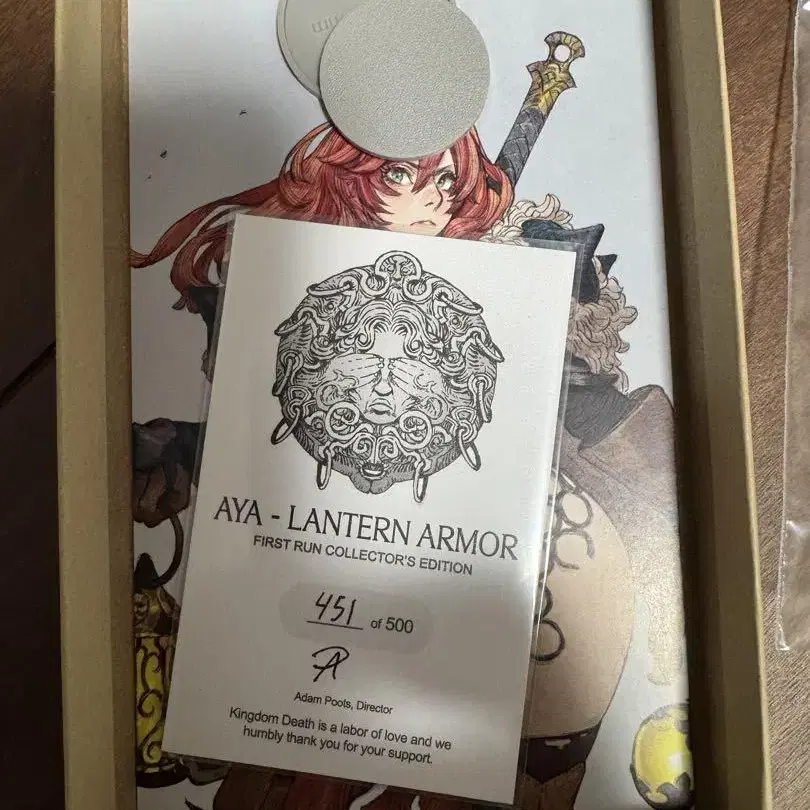 AYA - LANTERN ARMOR
FIRST RUN COLLECTOR'S EDITION
451 of 500
Adam Poots, Director
Kingdom Death is a labor of love and we
humbly thank you for your support.